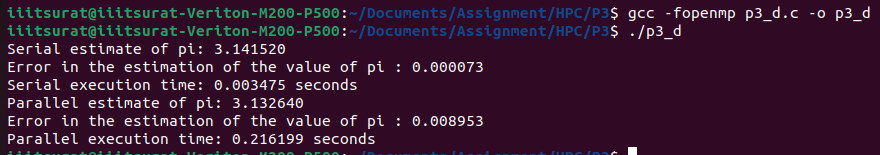 iiitsurat@iiitsurat-Veriton-M200-P500:~/Documents/Assignment/HPC/P3$ gcc -fopenmp p3_d.c -o p3_d
iiitsurat@iiitsurat-Veriton-M200-P500:~/Documents/Assignment/HPC/P3$ ./p3_d
Serial estimate of pi: 3.141520
Error in the estimation of the value of pi : 0.000073
Serial execution time: 0.003475 seconds
Parallel estimate of pi: 3.132640
Error in the estimation of the value of pi : 0.008953
Parallel execution time: 0.216199 seconds
iiitsurat@iiitsurat-Veriton-M200-P500:~/Documents/Assignment/HPC/P3$